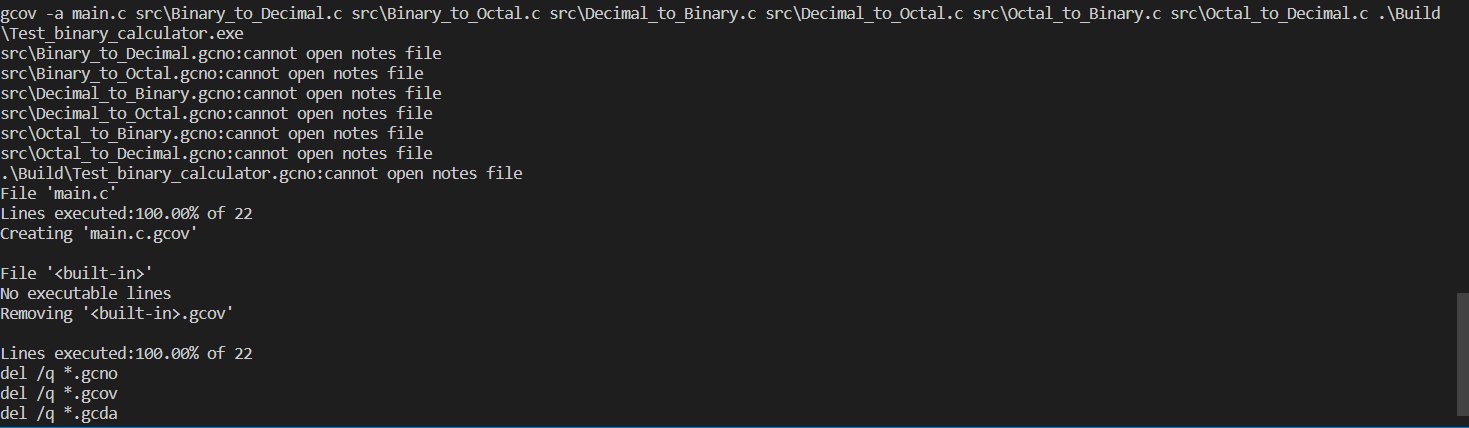 gcov -a main.c src\Binary_to_Decimal.c src\Binary_to_Octal.c src\Decimal_to_Binary.c src\Decimal_to_Octal.c src\Octal_to_Binary.c src\Octal_to_Decimal.c .\Build
\Test_binary_calculator.exe
src\Binary_to_Decimal.gcno:cannot open notes file
src\Binary_to_Octal.gcno:cannot open notes file
src\Decimal_to_Binary.gcno:cannot open notes file
src\Decimal_to_Octal.gcno:cannot open notes file
src\Octal_to_Binary.gcno:cannot open notes file
src\Octal_to_Decimal.gcno:cannot open notes file
.\Build\Test_binary_calculator.gcno:cannot open notes file
File 'main.c'
Lines executed:100.00% of 22
Creating 'main.c.gcov'
File '<built-in>'
No executable lines
Removing '<built-in>.gcov'
Lines executed:100.00% of 22
del /q *.gcno
del /q *.gcov
del /q *.gcda